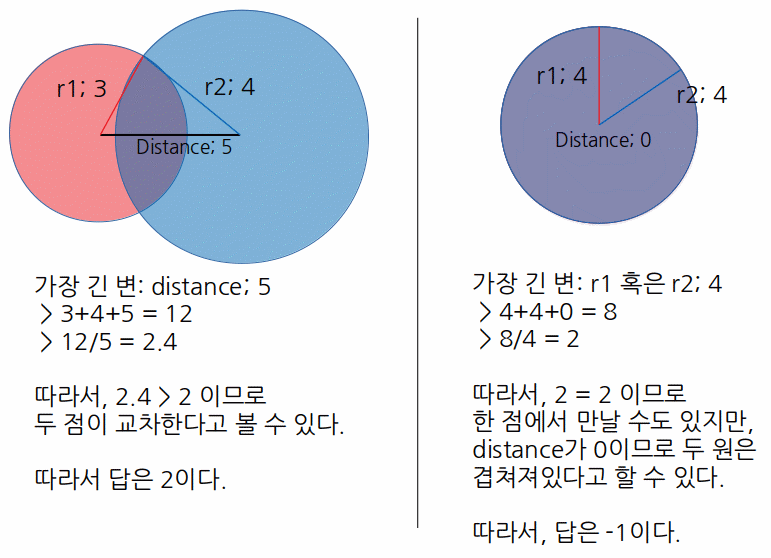 r1; 3
r2; 4
Distance; 5
가장 긴 변: distance; 5
> 3+4+5 = 12
> 12/5 = 2.4
따라서, 2.4 > 2 이므로
두 점이 교차한다고 볼 수 있다.
따라서 답은 2이다.
r1; 4
r2; 4
Distance; 0
가장 긴 변: r1 혹은 r2; 4
> 4+4+0 = 8
> 8/4 = 2
따라서, 2 = 2 이므로
한 점에서 만날 수도 있지만,
distance가 0이므로 두 원은
겹쳐져있다고 할 수 있다.
따라서, 답은 -1이다.